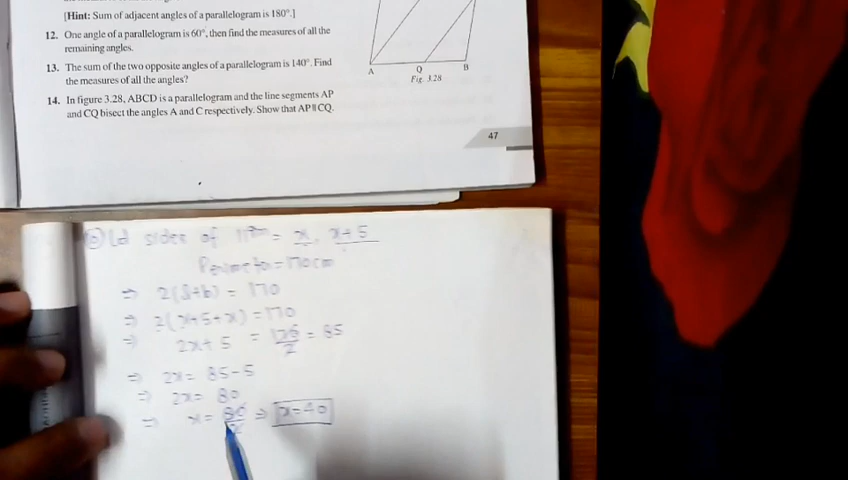 [Hint: Sum of adjacent angles of a parallelogram is 180°.]
12. One angle of a parallelogram is 60°, then find the measures of all the
remaining angles.
13. The sum of the two opposite angles of a parallelogram is 140°. Find
the measures of all the angles?
14. In figure 3.28, ABCD is a parallelogram and the line segments AP
and CQ bisect the angles A and C respectively. Show that AP∥CQ.
A Q B
Fig. 3.28
47
sides of ∥gm = x, x+5
Perimeter = 170cm
⇒ 2(l+b) = 170
⇒ 2(x+5+x) = 170
⇒ 2x+5 = 170/2 = 85
⇒ 2x = 85-5
⇒ 2x = 80
⇒ x = 80/2 ⇒ x=40